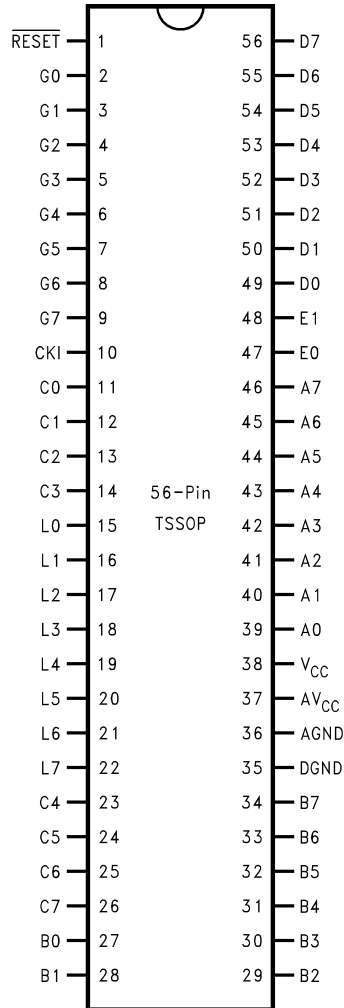 R̅E̅S̅E̅T̅ 1 56 D7
G0 2 55 D6
G1 3 54 D5
G2 4 53 D4
G3 5 52 D3
G4 6 51 D2
G5 7 50 D1
G6 8 49 D0
G7 9 48 E1
CKI 10 47 E0
C0 11 46 A7
C1 12 45 A6
C2 13 44 A5
C3 14 56-Pin 43 A4
L0 15 TSSOP 42 A3
L1 16 41 A2
L2 17 40 A1
L3 18 39 A0
L4 19 38 VCC
L5 20 37 AVCC
L6 21 36 AGND
L7 22 35 DGND
C4 23 34 B7
C5 24 33 B6
C6 25 32 B5
C7 26 31 B4
B0 27 30 B3
B1 28 29 B2